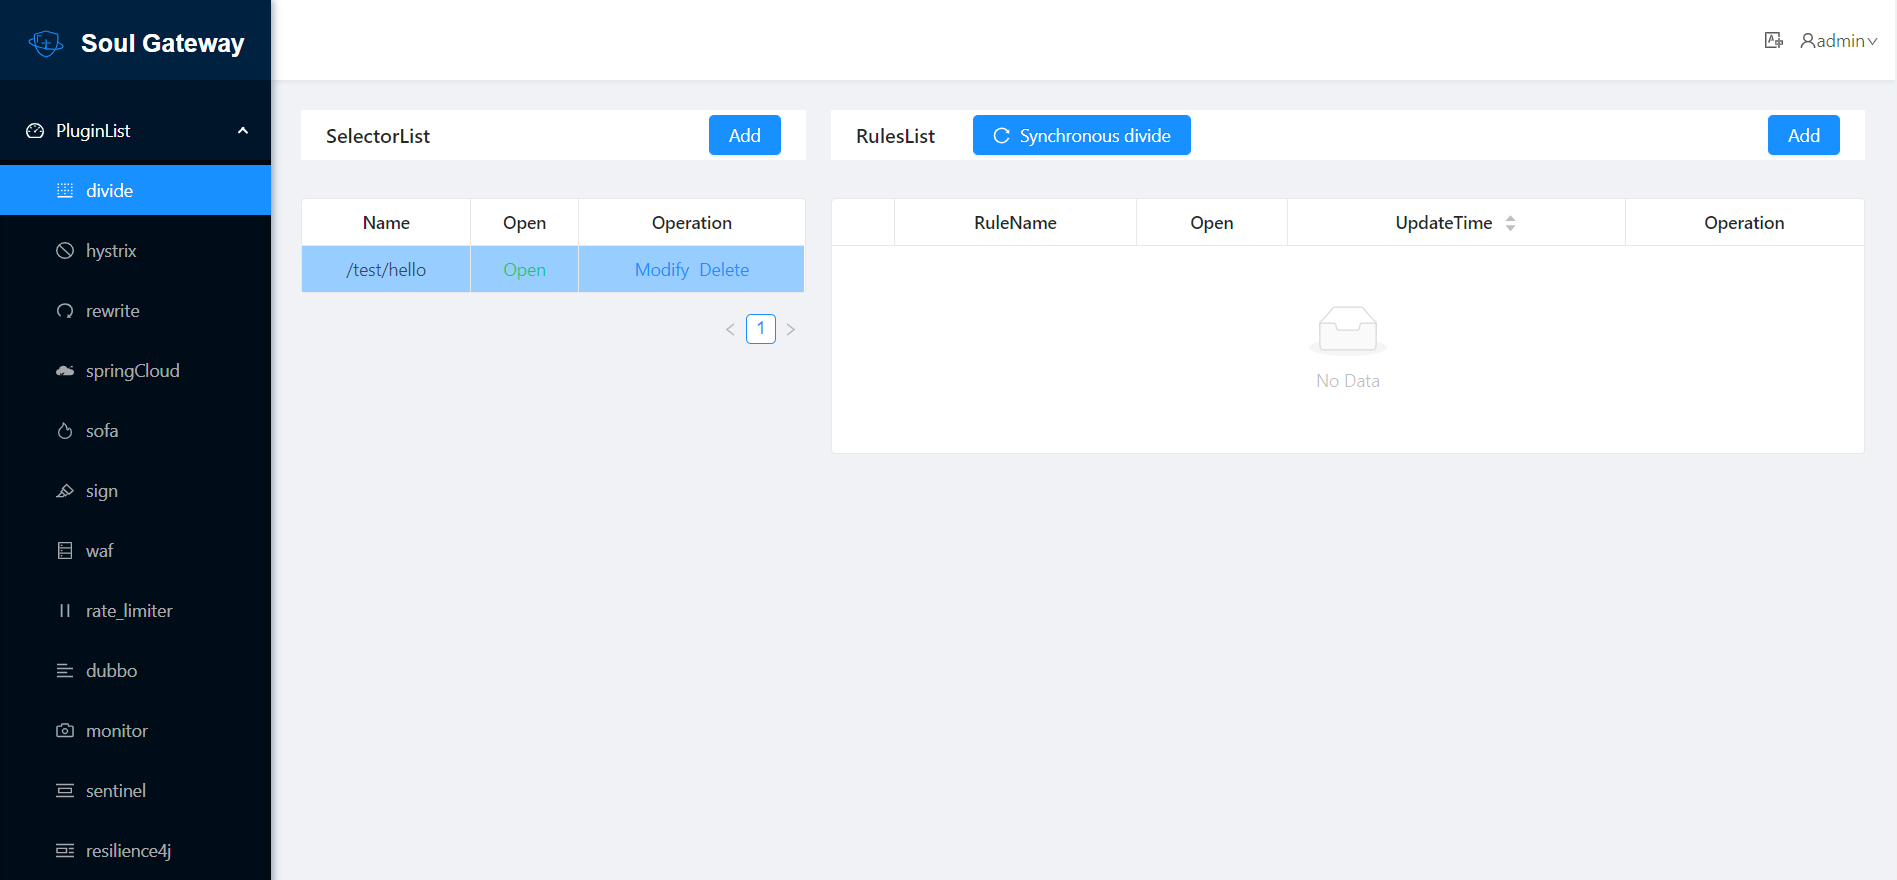 Soul Gateway
admin
PluginList
divide
hystrix
rewrite
springCloud
sofa
sign
waf
rate_limiter
dubbo
monitor
sentinel
resilience4j
SelectorList
Add
Name Open Operation
/test/hello Open Modify Delete
1
RulesList
Synchronous divide
Add
RuleName Open UpdateTime Operation
No Data